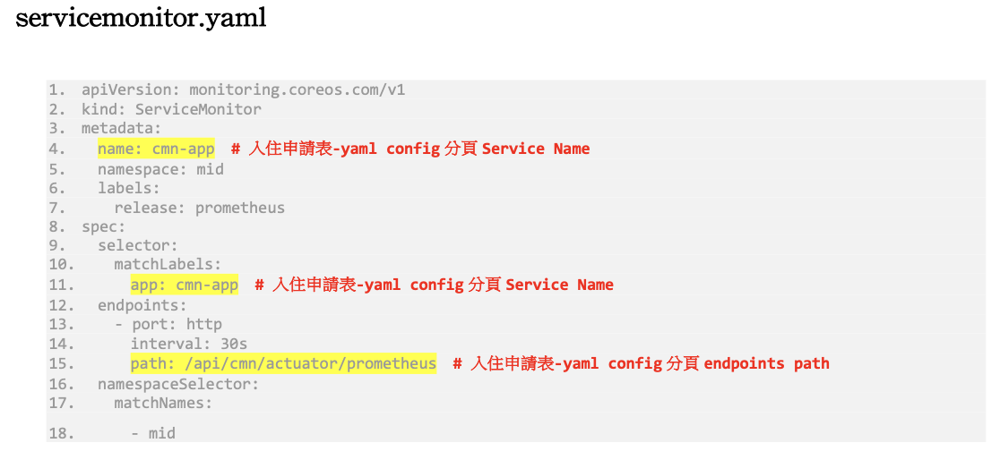 servicemonitor.yaml
1. apiVersion: monitoring.coreos.com/v1
2. kind: ServiceMonitor
3. metadata:
4. name: cmn-app # 入住申請表-yaml config 分頁 Service Name
5. namespace: mid
6. labels:
7. release: prometheus
8. spec:
9. selector:
10. matchLabels:
11. app: cmn-app # 入住申請表-yaml config 分頁 Service Name
12. endpoints:
13. - port: http
14. interval: 30s
15. path: /api/cmn/actuator/prometheus # 入住申請表-yaml config 分頁 endpoints path
16. namespaceSelector:
17. matchNames:
18. - mid